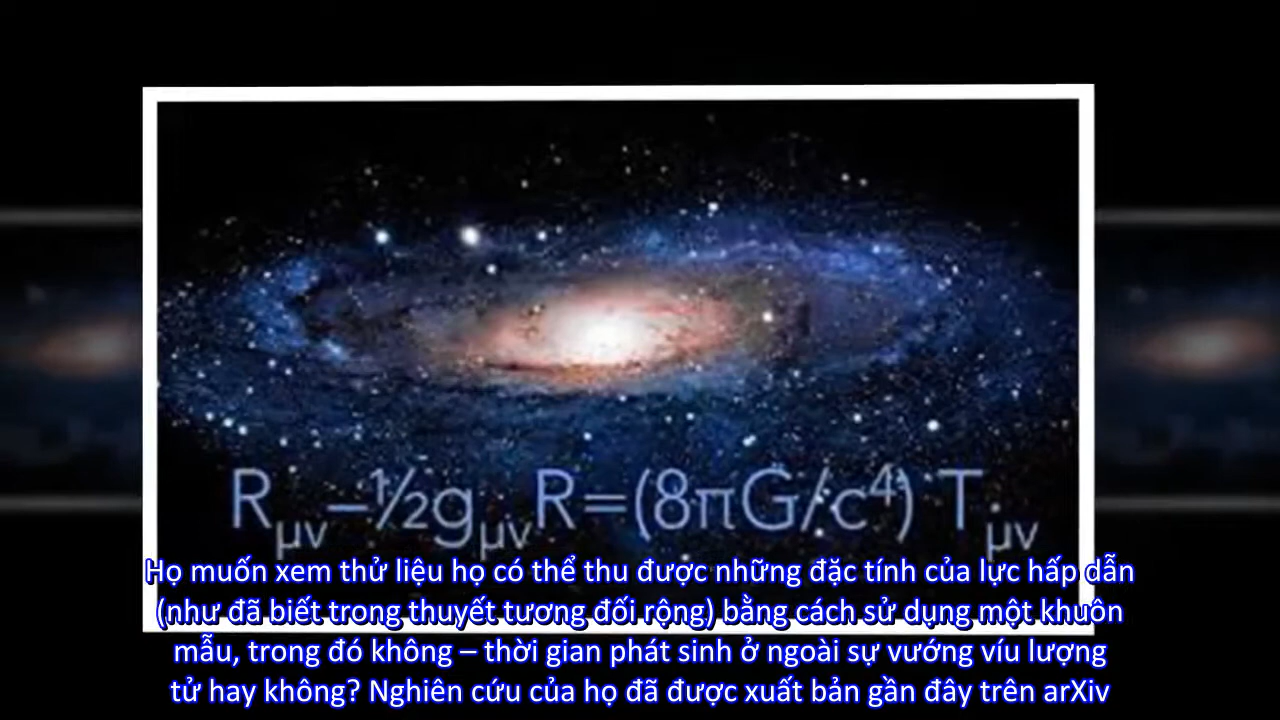 Rμν–½gμνR=(8πG/c⁴) Tμν
Họ muốn xem thử liệu họ có thể thu được những đặc tính của lực hấp dẫn
(như đã biết trong thuyết tương đối rộng) bằng cách sử dụng một khuôn
mẫu, trong đó không – thời gian phát sinh ở ngoài sự vướng víu lượng
tử hay không? Nghiên cứu của họ đã được xuất bản gần đây trên arXiv